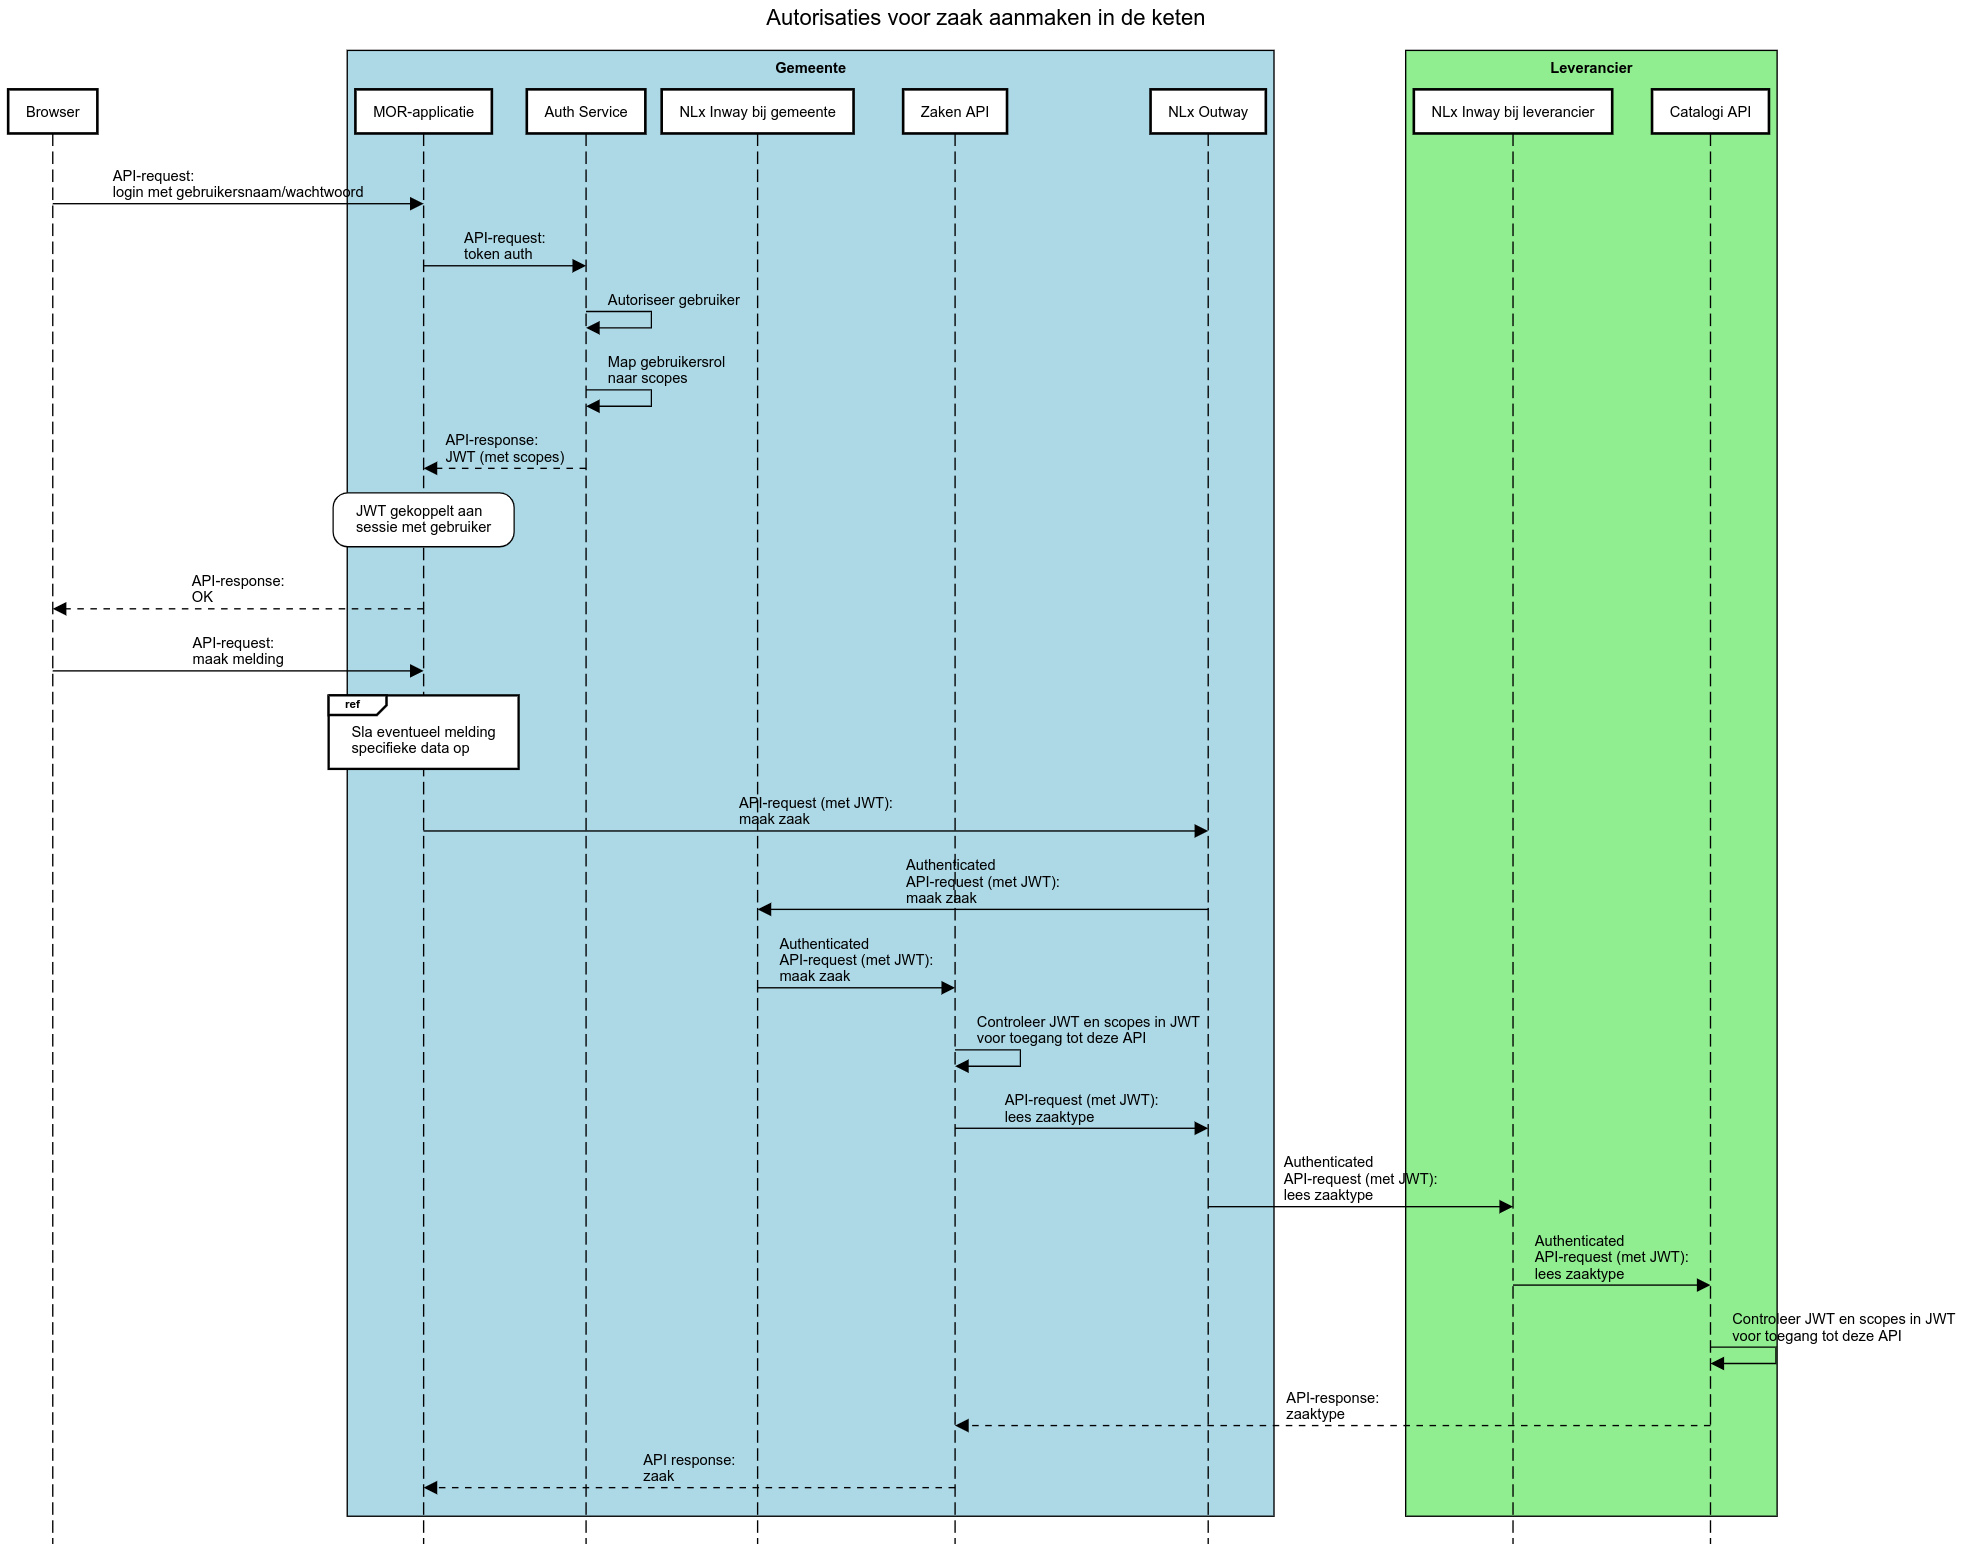 Autorisaties voor zaak aanmaken in de keten
Gemeente
Leverancier
Browser
MOR-applicatie
Auth Service
NLx Inway bij gemeente
Zaken API
NLx Outway
NLx Inway bij leverancier
Catalogi API
API-request:
login met gebruikersnaam/wachtwoord
API-request:
token auth
Autoriseer gebruiker
Map gebruikersrol
naar scopes
API-response:
JWT (met scopes)
JWT gekoppelt aan
sessie met gebruiker
API-response:
OK
API-request:
maak melding
ref
Sla eventueel melding
specifieke data op
API-request (met JWT):
maak zaak
Authenticated
API-request (met JWT):
maak zaak
Authenticated
API-request (met JWT):
maak zaak
Controleer JWT en scopes in JWT
voor toegang tot deze API
API-request (met JWT):
lees zaaktype
Authenticated
API-request (met JWT):
lees zaaktype
Authenticated
API-request (met JWT):
lees zaaktype
Controleer JWT en scopes in JWT
voor toegang tot deze API
API-response:
zaaktype
API response:
zaak